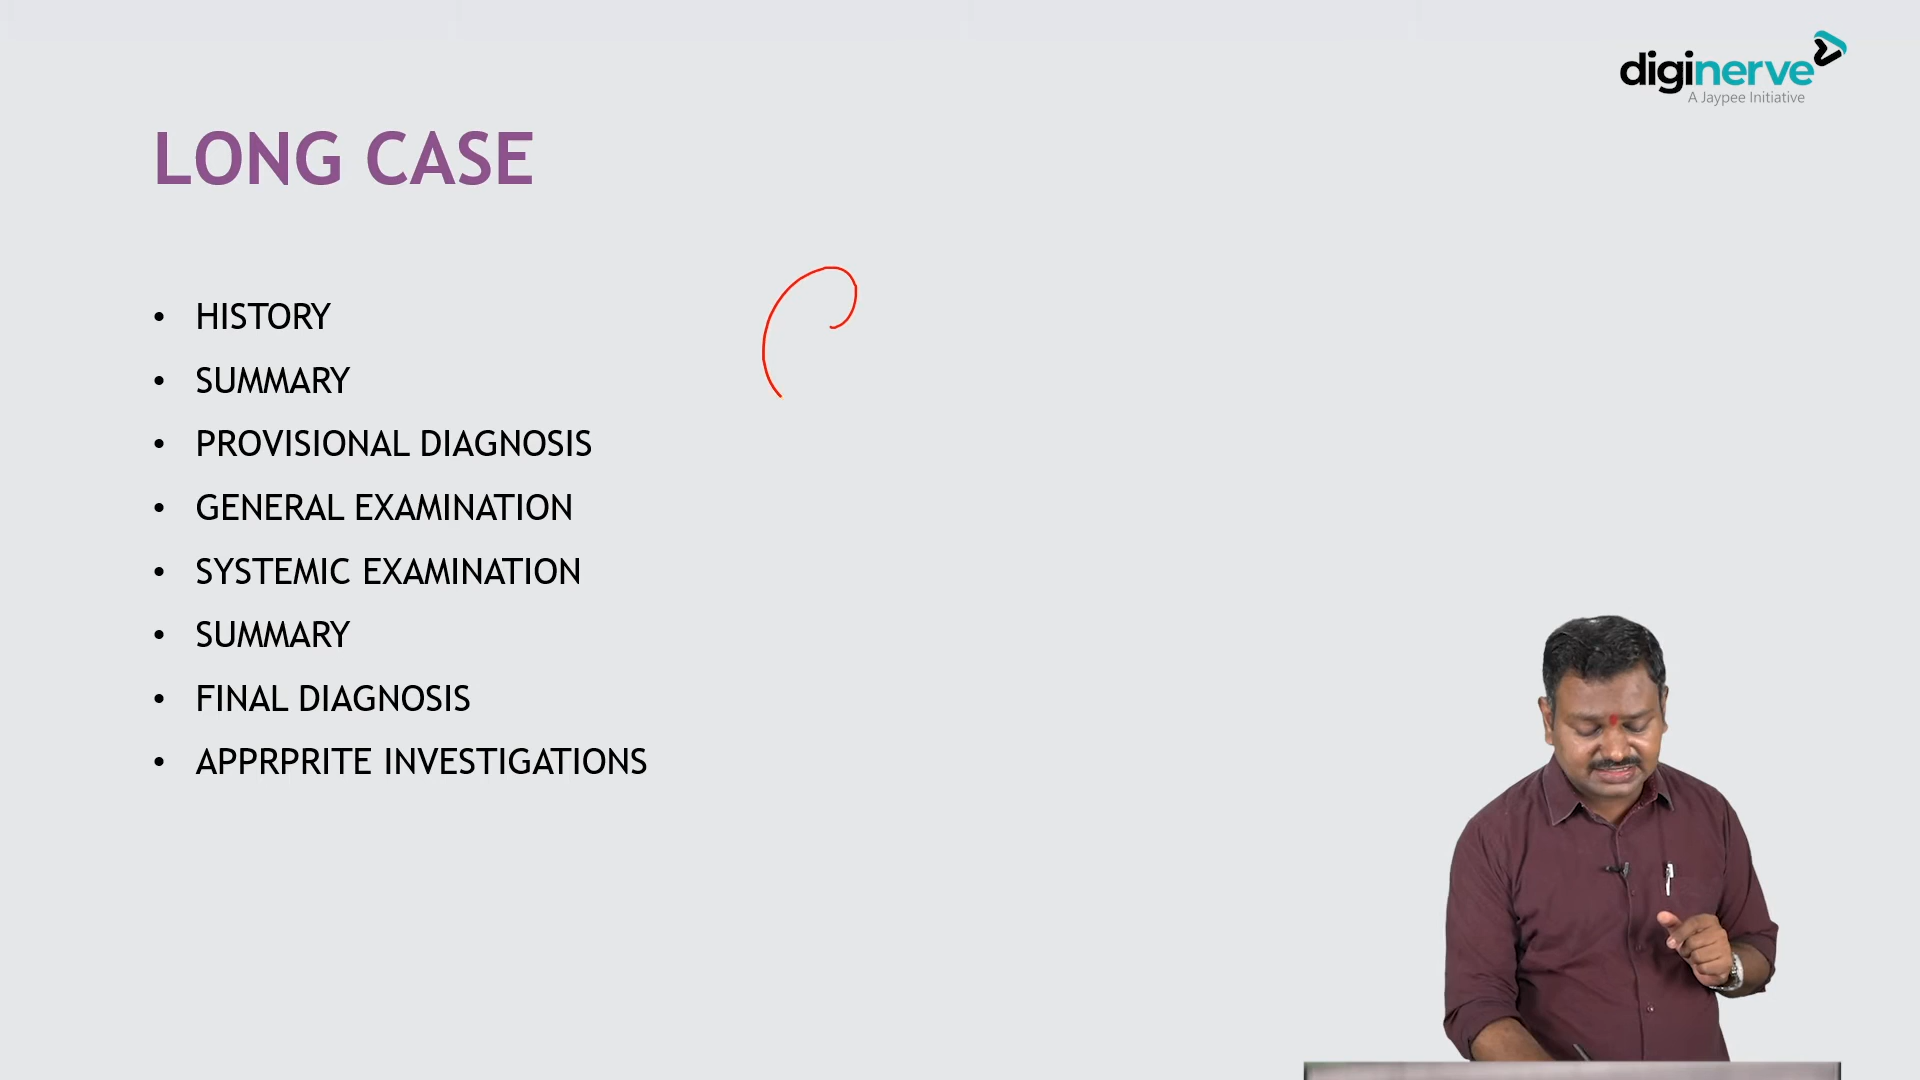 diginerve
A Jaypee Initiative
LONG CASE
• HISTORY
• SUMMARY
• PROVISIONAL DIAGNOSIS
• GENERAL EXAMINATION
• SYSTEMIC EXAMINATION
• SUMMARY
• FINAL DIAGNOSIS
• APPRPRITE INVESTIGATIONS